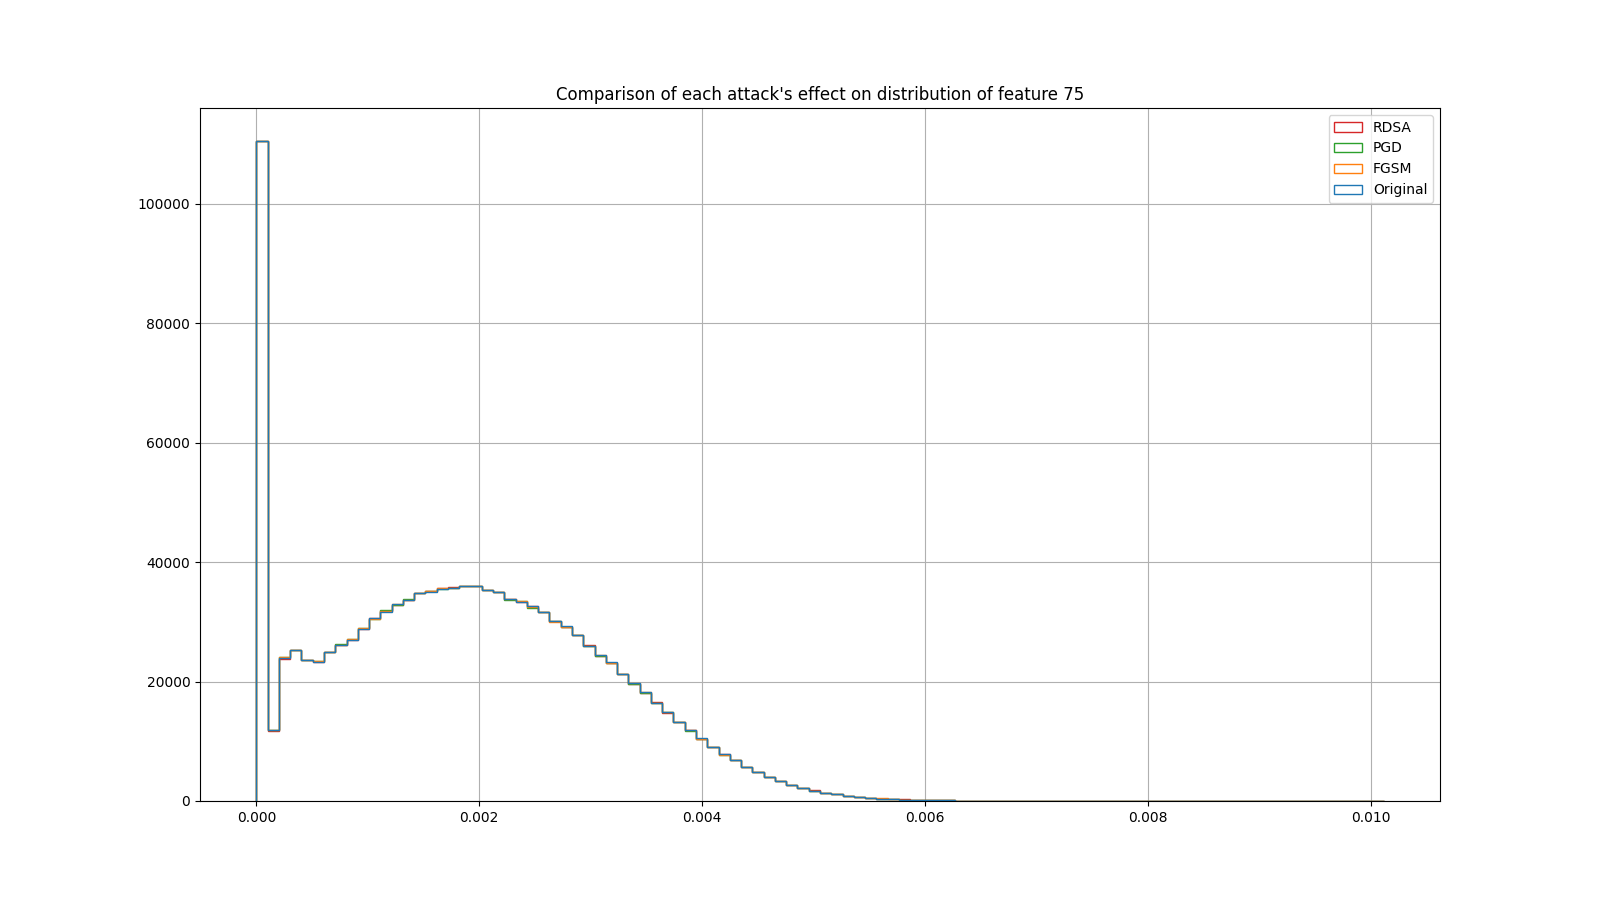 Comparison of each attack's effect on distribution of feature 75
RDSA
PGD
FGSM
Original
100000
80000
60000
40000
20000
0
0.000 0.002 0.004 0.006 0.008 0.010